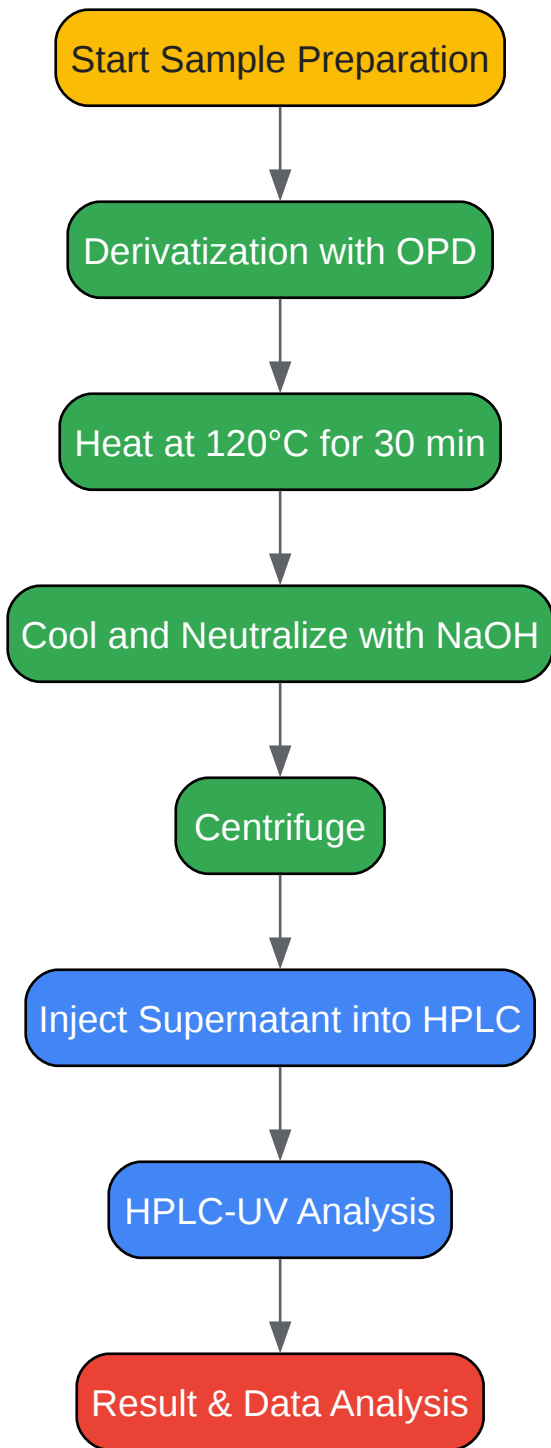 Start Sample Preparation
Derivatization with OPD
Heat at 120°C for 30 min
Cool and Neutralize with NaOH
Centrifuge
Inject Supernatant into HPLC
HPLC-UV Analysis
Result & Data Analysis